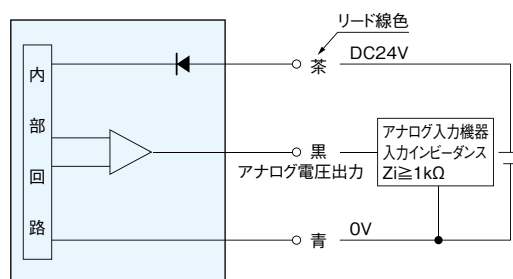 リード線色
内部回路
茶
DC24V
黒
アナログ電圧出力
アナログ入力機器
入力インピーダンス
Zi≧1kΩ
青
0V